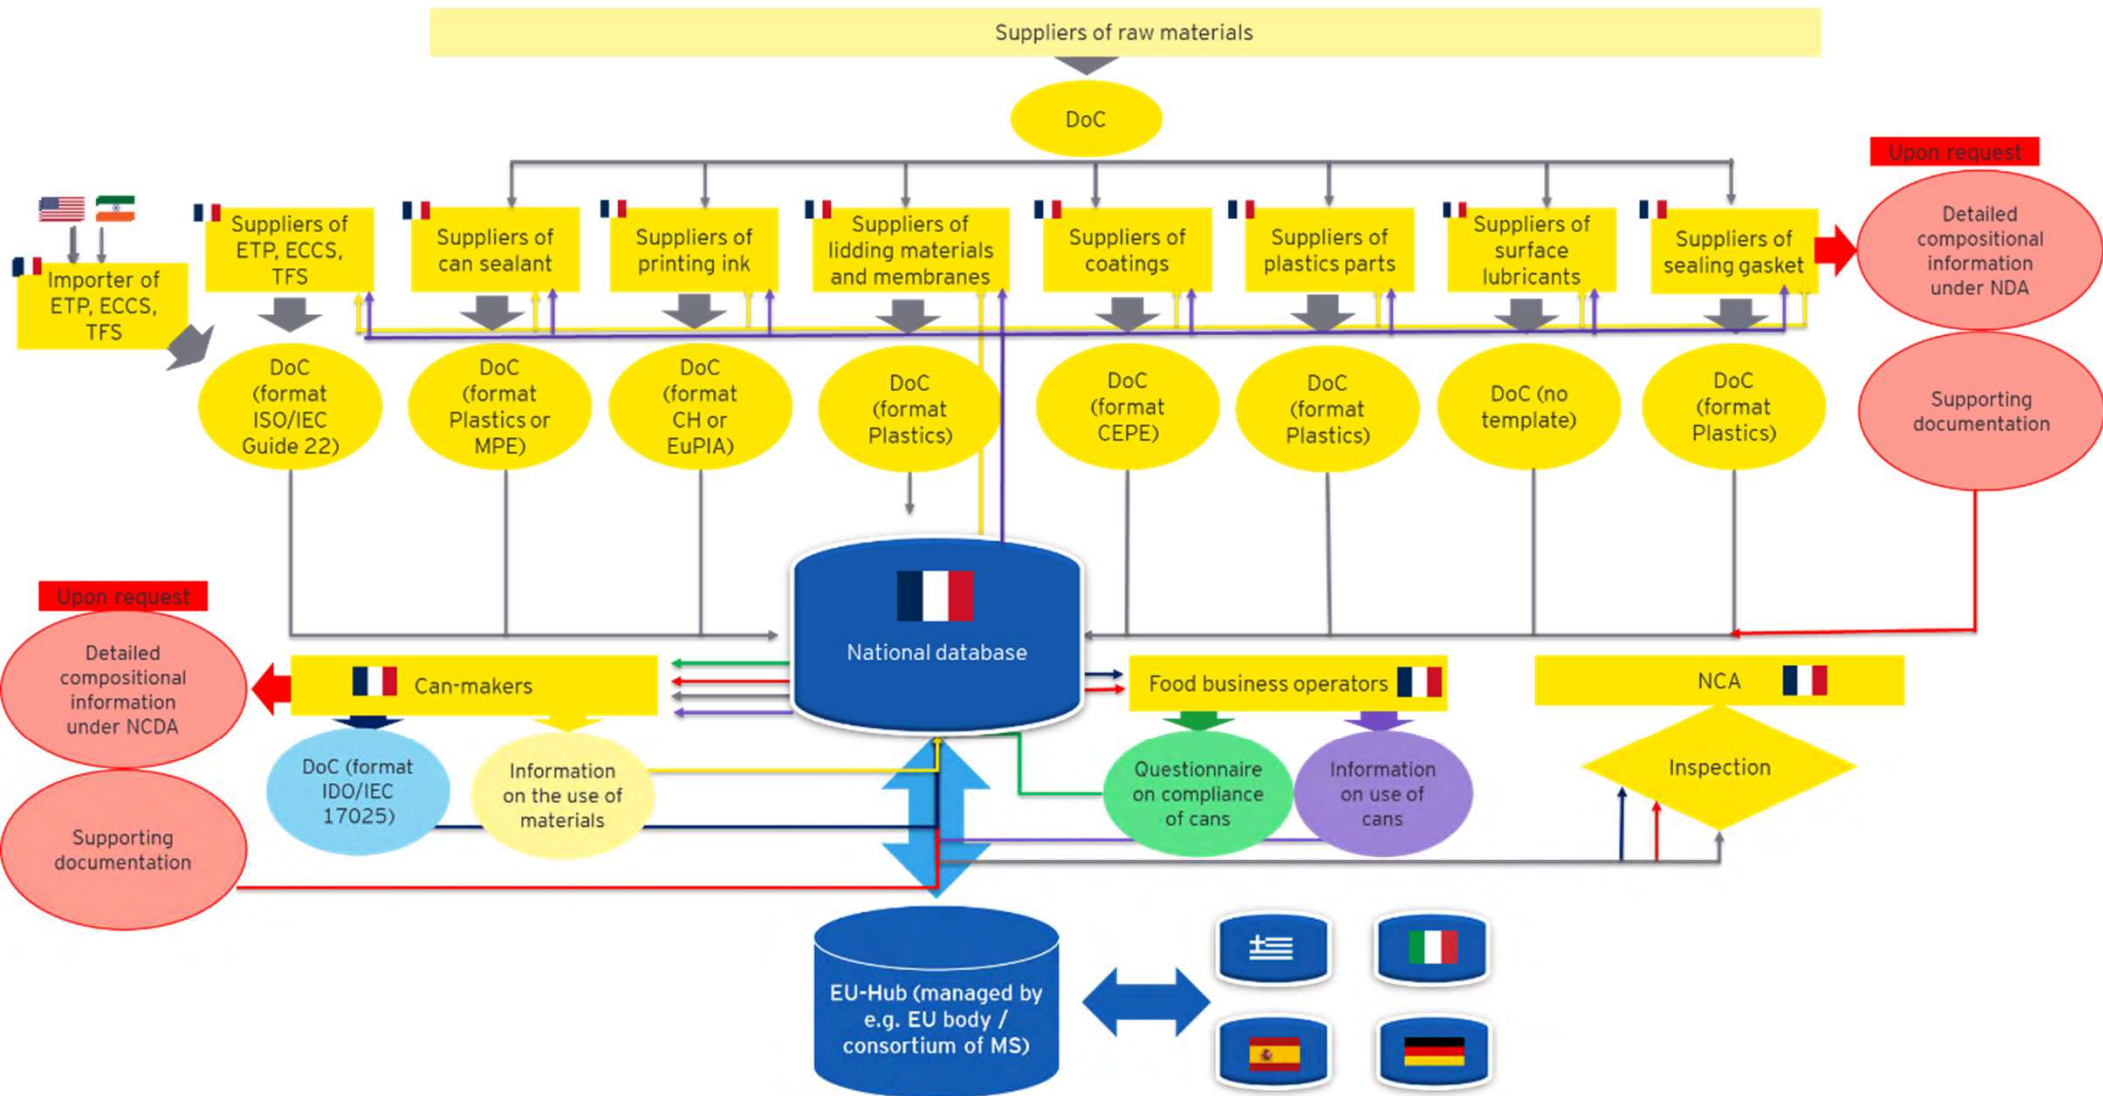 Suppliers of raw materials
DoC
Upon request
Detailed
compositional
information
under NDA
Supporting
documentation
Importer of
ETP, ECCS,
TFS
Suppliers of
ETP, ECCS,
TFS
Suppliers of
can sealant
Suppliers of
printing ink
Suppliers of
lidding materials
and membranes
Suppliers of
coatings
Suppliers of
plastics parts
Suppliers of
surface
lubricants
Suppliers of
sealing gasket
DoC
(format
ISO/IEC
Guide 22)
DoC
(format
Plastics or
MPE)
DoC
(format
CH or
EuPIA)
DoC
(format
Plastics)
DoC
(format
CEPE)
DoC
(format
Plastics)
DoC (no
template)
DoC
(format
Plastics)
National database
Upon request
Detailed
compositional
information
under NCDA
Supporting
documentation
Can-makers
DoC (format
IDO/IEC
17025)
Information
on the use of
materials
Food business operators
Questionnaire
on compliance
of cans
Information
on use of
cans
NCA
Inspection
EU-Hub (managed by
e.g. EU body /
consortium of MS)